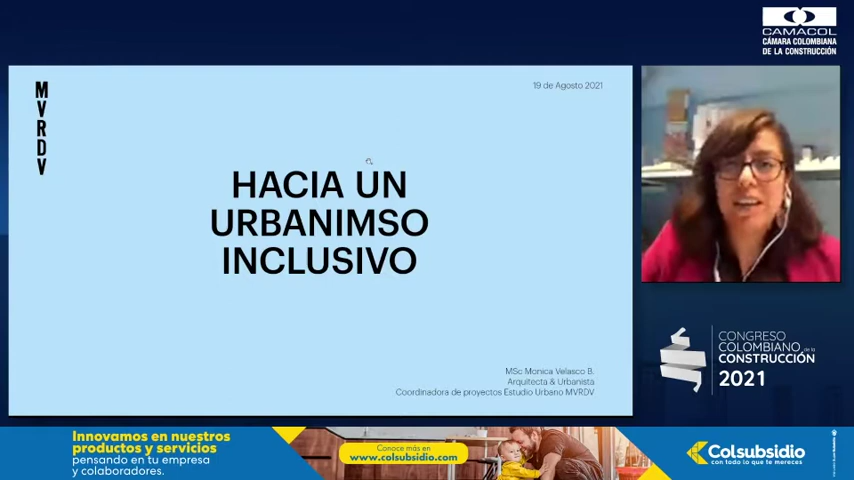 CAMACOL
CÁMARA COLOMBIANA
DE LA CONSTRUCCIÓN
MVRDV
19 de Agosto 2021
HACIA UN
URBANIMSO
INCLUSIVO
MSc Monica Velasco B.
Arquitecta & Urbanista
Coordinadora de proyectos Estudio Urbano MVRDV
CONGRESO
COLOMBIANO de la
CONSTRUCCIÓN
2021
Innovamos en nuestros
productos y servicios
pensando en tu empresa
y colaboradores.
Conoce más en
www.colsubsidio.com
Colsubsidio
con todo lo que te mereces